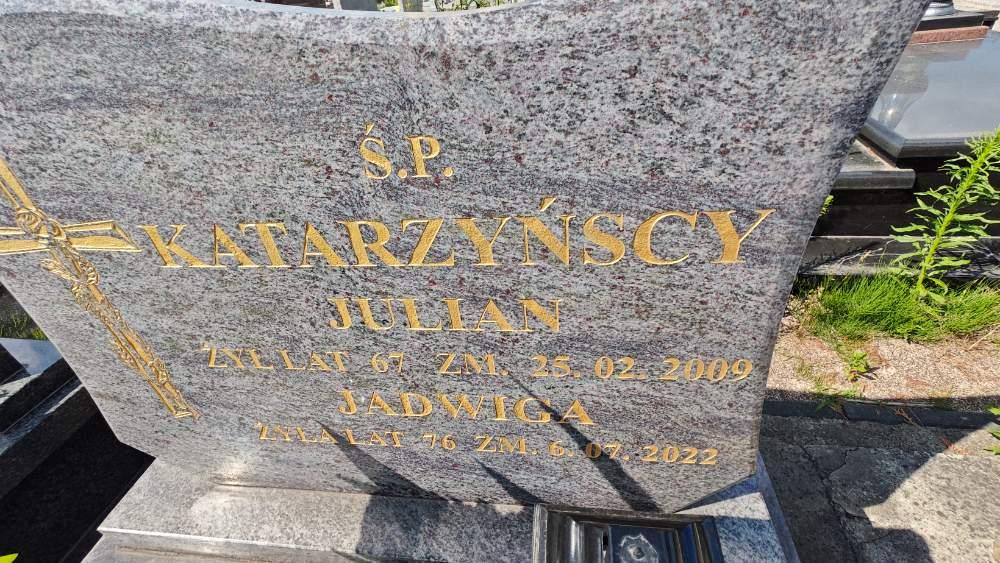 Ś.P.
KATARZYŃSCY
JULIAN
ŻYŁ LAT 67 ZM. 25. 02. 2009
JADWIGA
ŻYŁA LAT 76 ZM. 6. 07. 2022